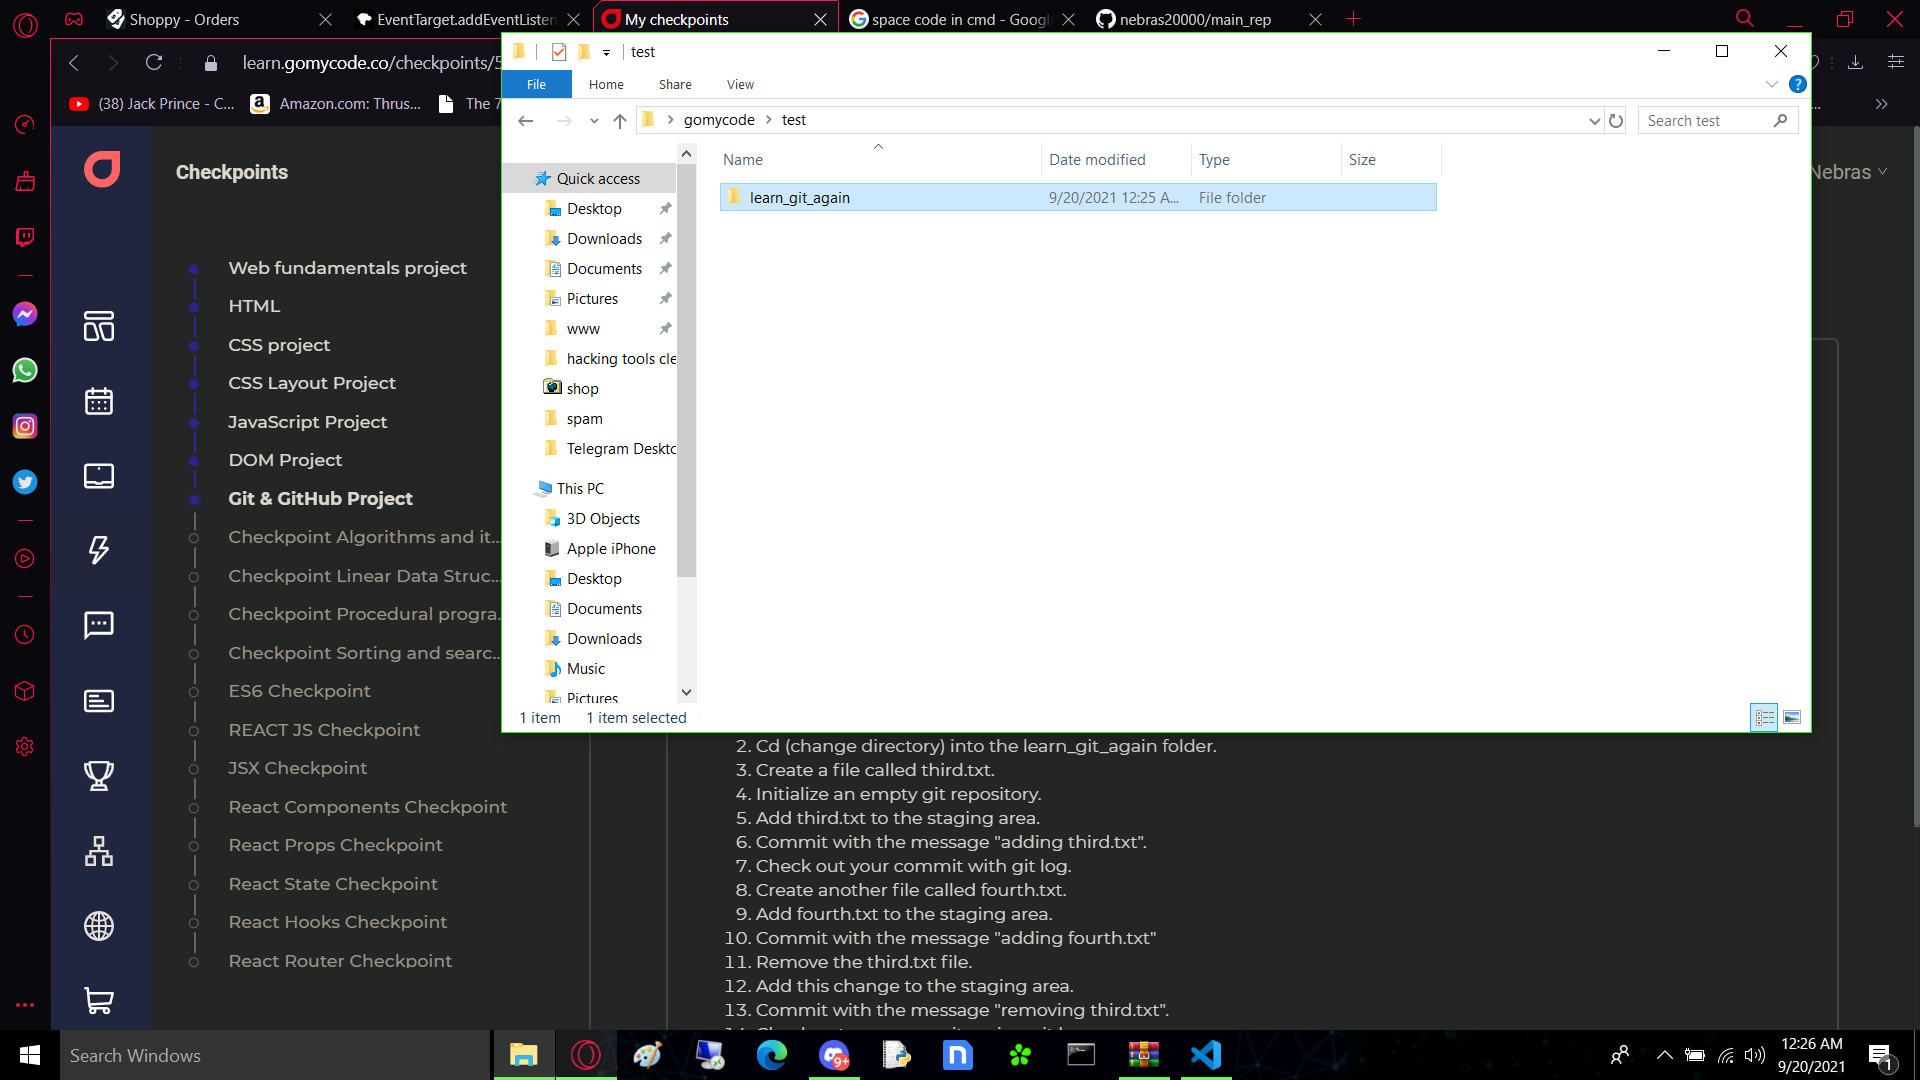 Shoppy - Orders
EventTarget.addEventListen
My checkpoints
space code in cmd - Google
nebras20000/main_rep
learn.gomycode.co/checkpoints/5
(38) Jack Prince - C...
Amazon.com: Thrus...
The 7
test
File
Home
Share
View
?
gomycode
test
Search test
Name
Date modified
Type
Size
learn_git_again
9/20/2021 12:25 A...
File folder
Quick access
Desktop
Downloads
Documents
Pictures
www
hacking tools cle
shop
spam
Telegram Deskto
This PC
3D Objects
Apple iPhone
Desktop
Documents
Downloads
Music
Pictures
1 item
1 item selected
Checkpoints
Nebras
Web fundamentals project
HTML
CSS project
CSS Layout Project
JavaScript Project
DOM Project
Git & GitHub Project
Checkpoint Algorithms and it...
Checkpoint Linear Data Struc...
Checkpoint Procedural progra.
Checkpoint Sorting and searc...
ES6 Checkpoint
REACT JS Checkpoint
JSX Checkpoint
React Components Checkpoint
React Props Checkpoint
React State Checkpoint
React Hooks Checkpoint
React Router Checkpoint
2. Cd (change directory) into the learn_git_again folder.
3. Create a file called third.txt.
4. Initialize an empty git repository.
5. Add third.txt to the staging area.
6. Commit with the message "adding third.txt".
7. Check out your commit with git log.
8. Create another file called fourth.txt.
9. Add fourth.txt to the staging area.
10. Commit with the message "adding fourth.txt"
11. Remove the third.txt file.
12. Add this change to the staging area.
13. Commit with the message "removing third.txt".
Search Windows
9+
12:26 AM
9/20/2021
1